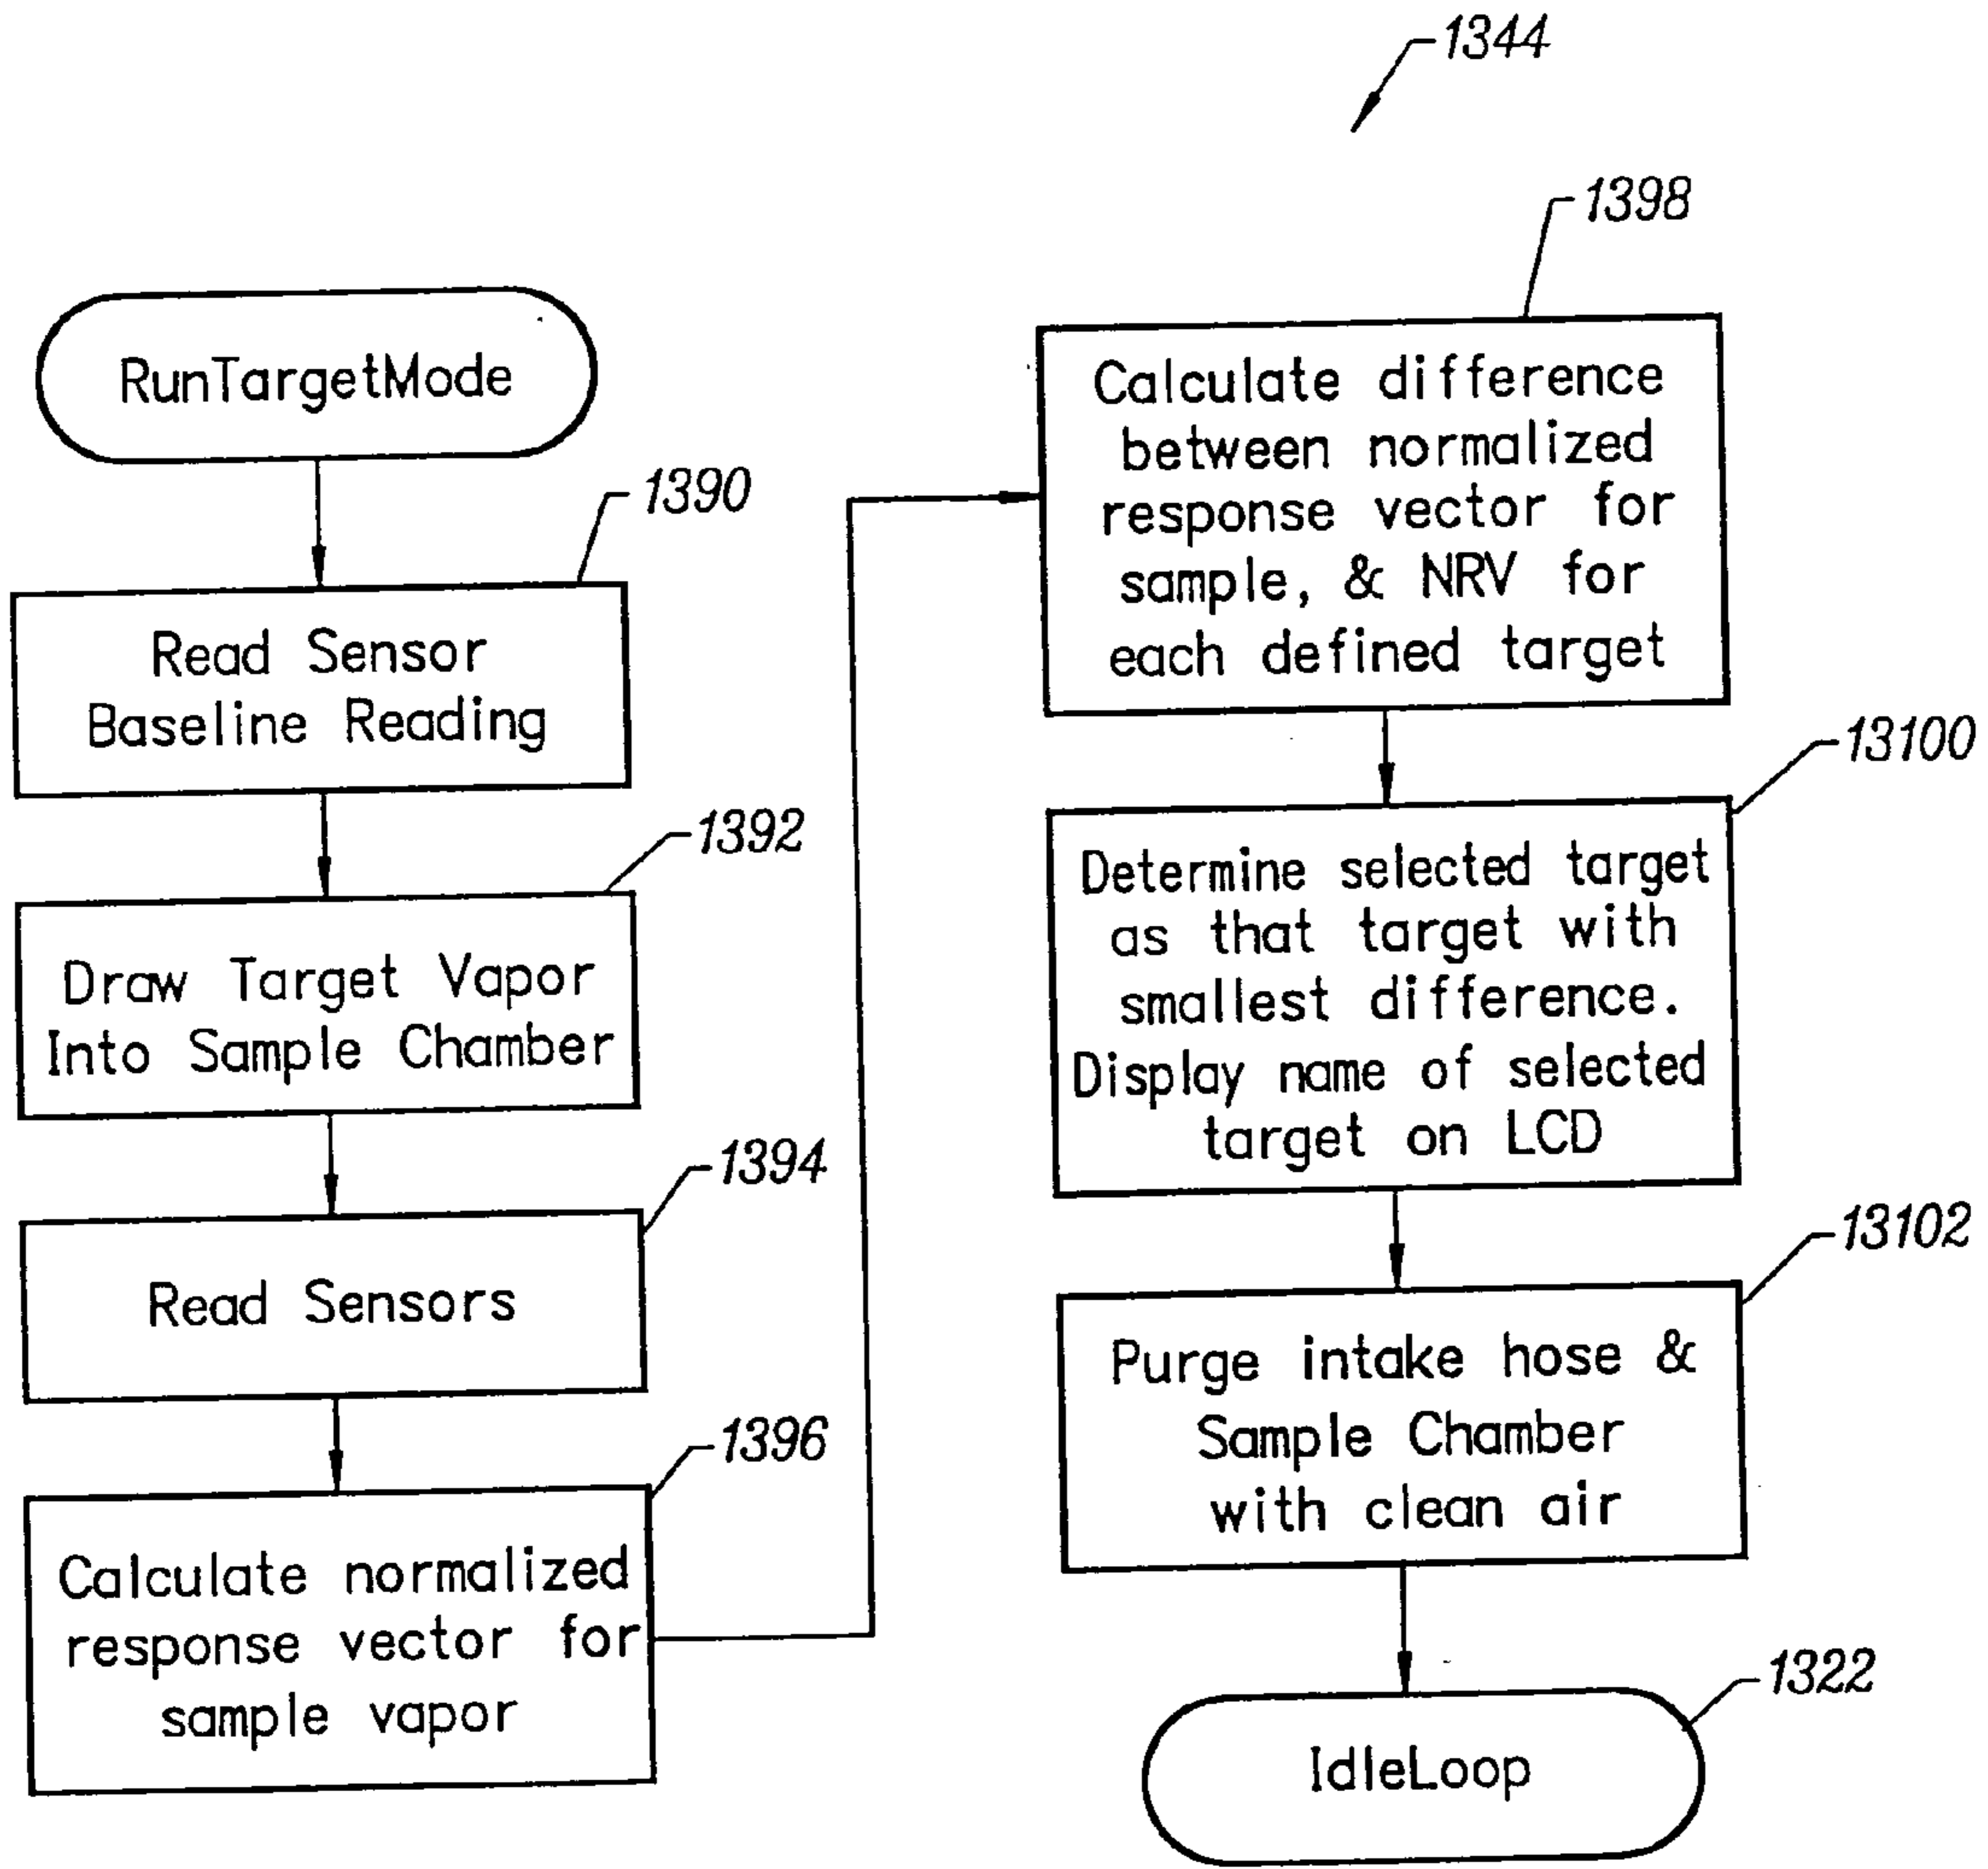 1344
RunTargetMode
1390
Read Sensor
Baseline Reading
1392
Draw Target Vapor
Into Sample Chamber
1394
Read Sensors
1396
Calculate normalized
response vector for
sample vapor
1398
Calculate difference
between normalized
response vector for
sample, & NRV for
each defined target
13100
Determine selected target
as that target with
smallest difference.
Display name of selected
target on LCD
13102
Purge intake hose &
Sample Chamber
with clean air
1322
IdleLoop